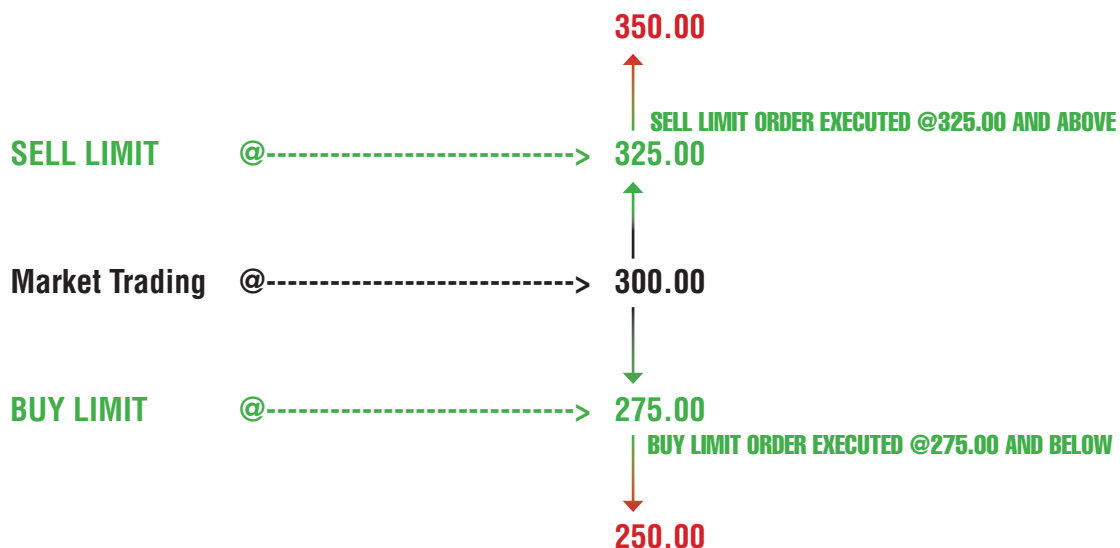 350.00
SELL LIMIT ORDER EXECUTED @325.00 AND ABOVE
SELL LIMIT @-----------------------------> 325.00
Market Trading @-----------------------------> 300.00
BUY LIMIT @-----------------------------> 275.00
BUY LIMIT ORDER EXECUTED @275.00 AND BELOW
250.00